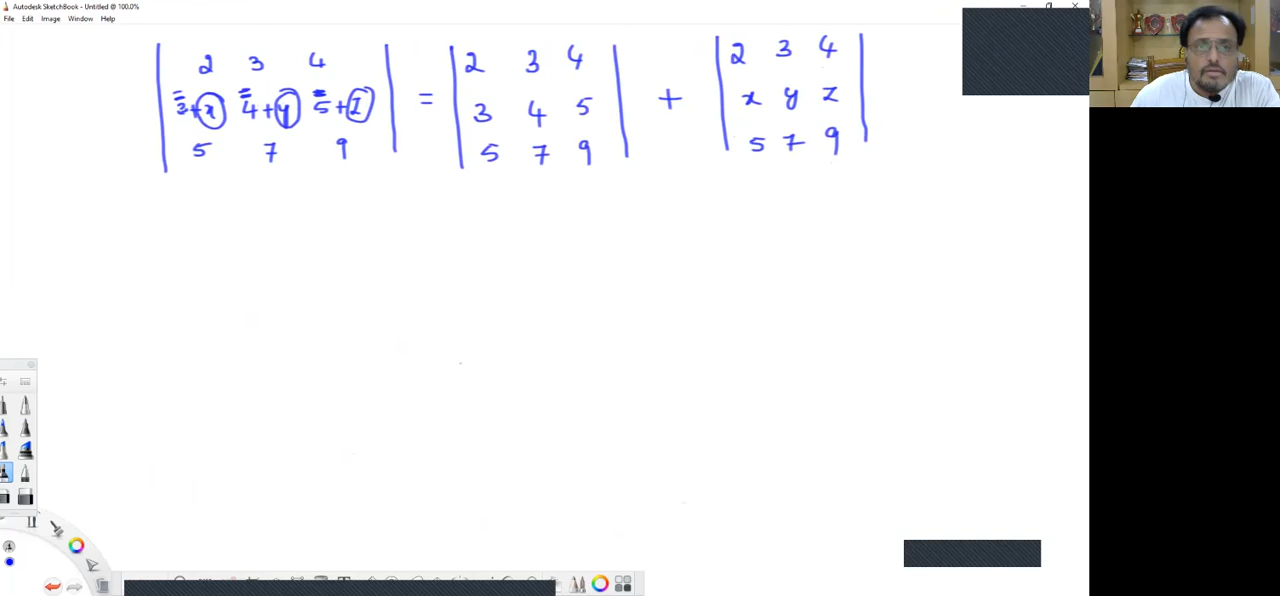 Autodesk SketchBook - Untitled @ 100.0%
File Edit Image Window Help
| 2 3 4 | = | 2 3 4 | + | 2 3 4 |
| 3+x 4+y 5+z | | 3 4 5 | | x y z |
| 5 7 9 | | 5 7 9 | | 5 7 9 |